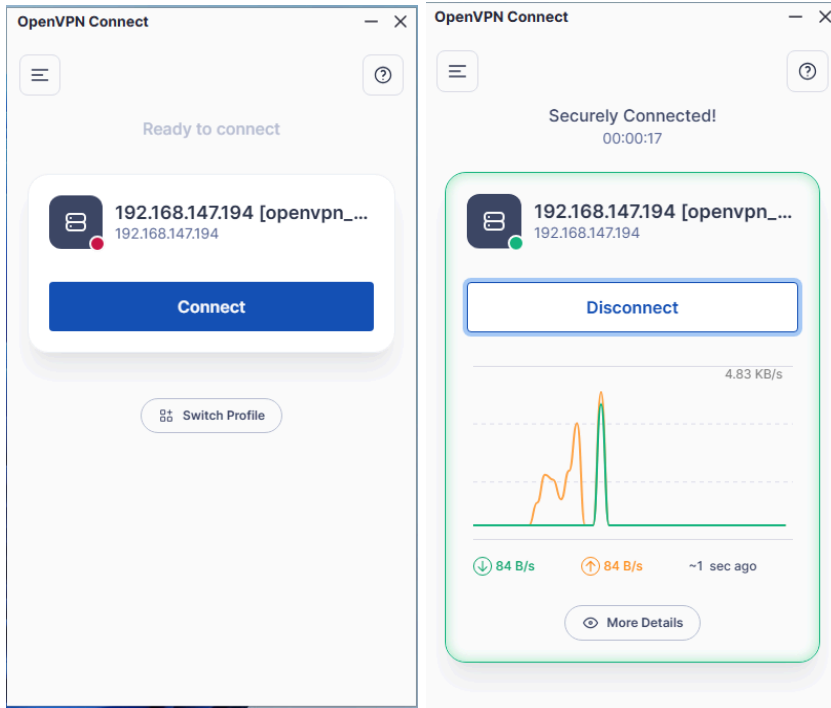 OpenVPN Connect
Ready to connect
192.168.147.194 [openvpn_...
192.168.147.194
Connect
Switch Profile
OpenVPN Connect
Securely Connected!
00:00:17
192.168.147.194 [openvpn_...
192.168.147.194
Disconnect
4.83 KB/s
84 B/s 84 B/s ~1 sec ago
More Details